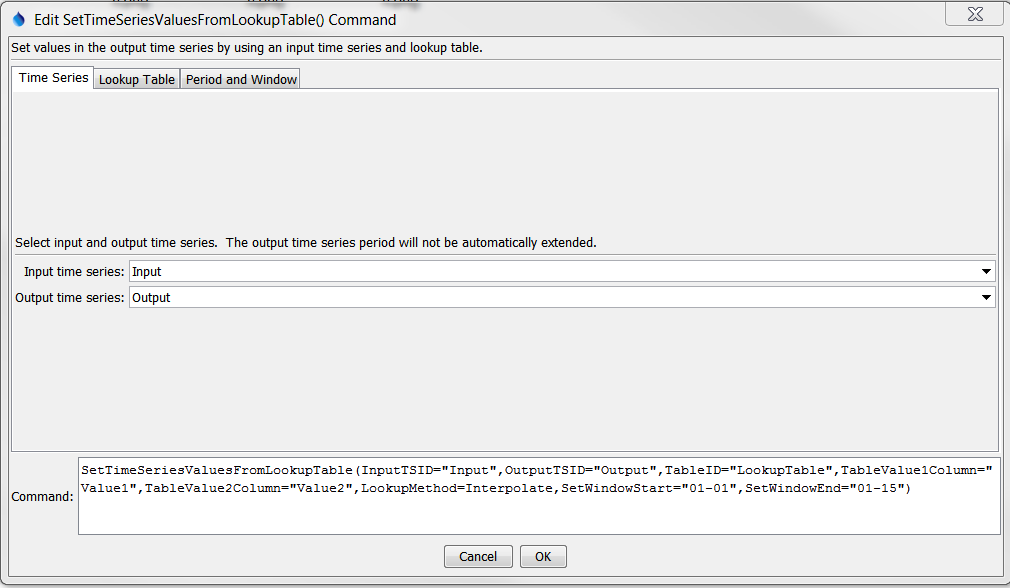 Edit SetTimeSeriesValuesFromLookupTable() Command
Set values in the output time series by using an input time series and lookup table.
Time Series Lookup Table Period and Window
Select input and output time series.  The output time series period will not be automatically extended.
Input time series: Input
Output time series: Output
Command:
SetTimeSeriesValuesFromLookupTable(InputTSID="Input",OutputTSID="Output",TableID="LookupTable",TableValue1Column="
Value1",TableValue2Column="Value2",LookupMethod=Interpolate,SetWindowStart="01-01",SetWindowEnd="01-15")
Cancel OK